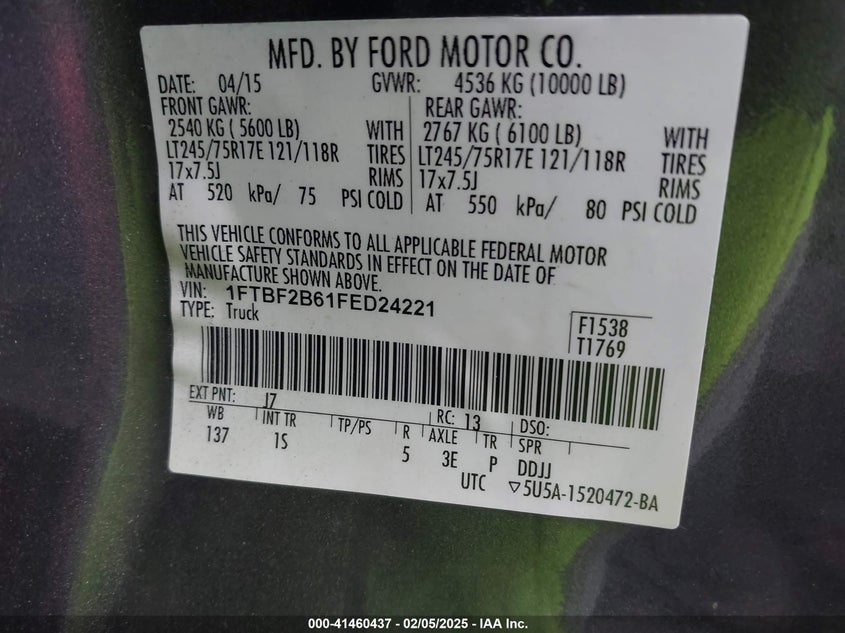 MFD. BY FORD MOTOR CO.
DATE: 04/15 GVWR: 4536 KG (10000 LB)
FRONT GAWR: REAR GAWR:
2540 KG ( 5600 LB) WITH 2767 KG ( 6100 LB) WITH
LT245/75R17E 121/118R TIRES LT245/75R17E 121/118R TIRES
17x7.5J RIMS 17x7.5J RIMS
AT 520 kPa/ 75 PSI COLD AT 550 kPa/ 80 PSI COLD
THIS VEHICLE CONFORMS TO ALL APPLICABLE FEDERAL MOTOR
VEHICLE SAFETY STANDARDS IN EFFECT ON THE DATE OF
MANUFACTURE SHOWN ABOVE.
VIN: 1FTBF2B61FED24221
TYPE: Truck
F1538
T1769
EXT PNT: J7 RC: 13 DSO:
WB INT TR TP/PS R AXLE TR SPR
137 1S 5 3E P DDJJ
UTC ▽5U5A-1520472-BA
000-41460437 - 02/05/2025 - IAA Inc.